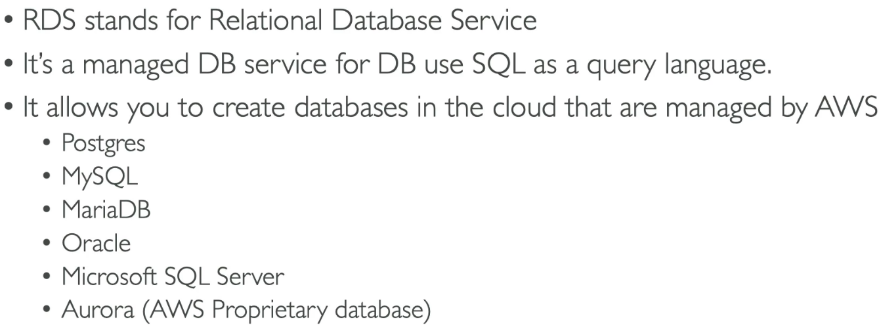 • RDS stands for Relational Database Service
• It's a managed DB service for DB use SQL as a query language.
• It allows you to create databases in the cloud that are managed by AWS
• Postgres
• MySQL
• MariaDB
• Oracle
• Microsoft SQL Server
• Aurora (AWS Proprietary database)